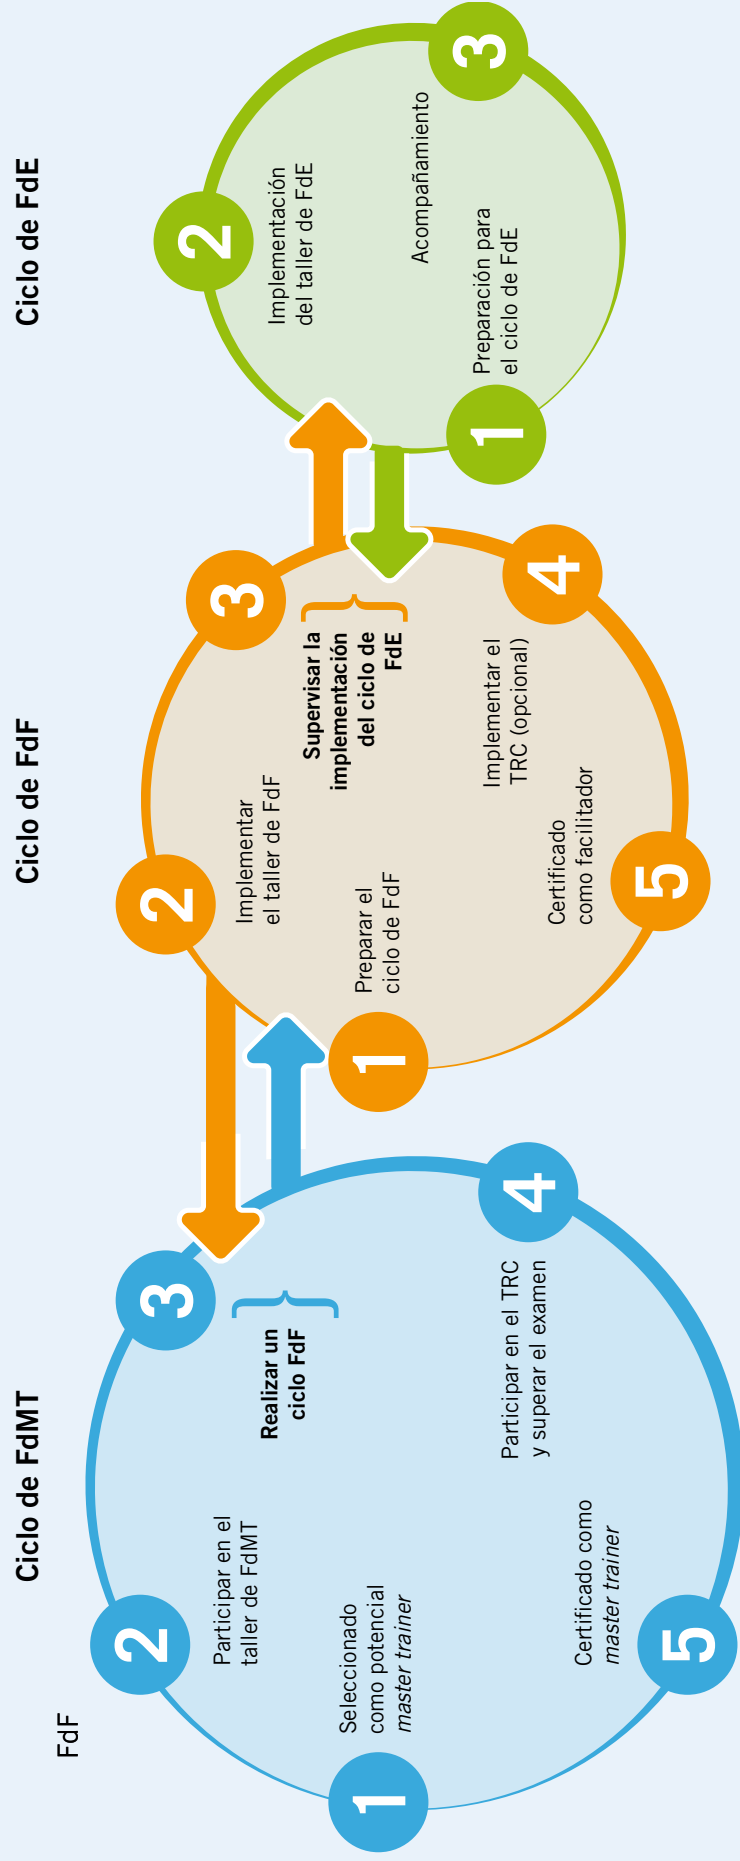 Ciclo de FdMT
Ciclo de FdF
Ciclo de FdE
FdF
1
Seleccionado
como potencial
master trainer
2
Participar en el
taller de FdMT
3
Realizar un
ciclo FdF
4
Participar en el TRC
y superar el examen
5
Certificado como
master trainer
1
Preparar el
ciclo de FdF
2
Implementar
el taller de FdF
3
Supervisar la
implementación
del ciclo de
FdE
4
Implementar el
TRC (opcional)
5
Certificado
como facilitador
1
Preparación para
el ciclo de FdE
2
Implementación
del taller de FdE
3
Acompañamiento